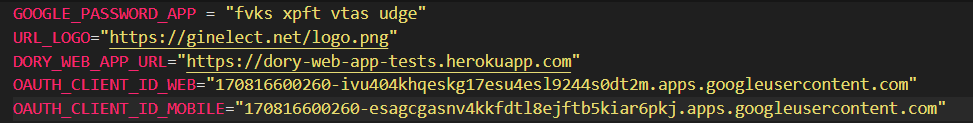 GOOGLE_PASSWORD_APP = "fvks xpft vtas udge"
URL_LOGO="https://ginelect.net/logo.png"
DORY_WEB_APP_URL="https://dory-web-app-tests.herokuapp.com"
OAUTH_CLIENT_ID_WEB="170816600260-ivu404khqeskg17esu4esl9244s0dt2m.apps.googleusercontent.com"
OAUTH_CLIENT_ID_MOBILE="170816600260-esagcgasnv4kkfdtl8ejftb5kiar6pkj.apps.googleusercontent.com"